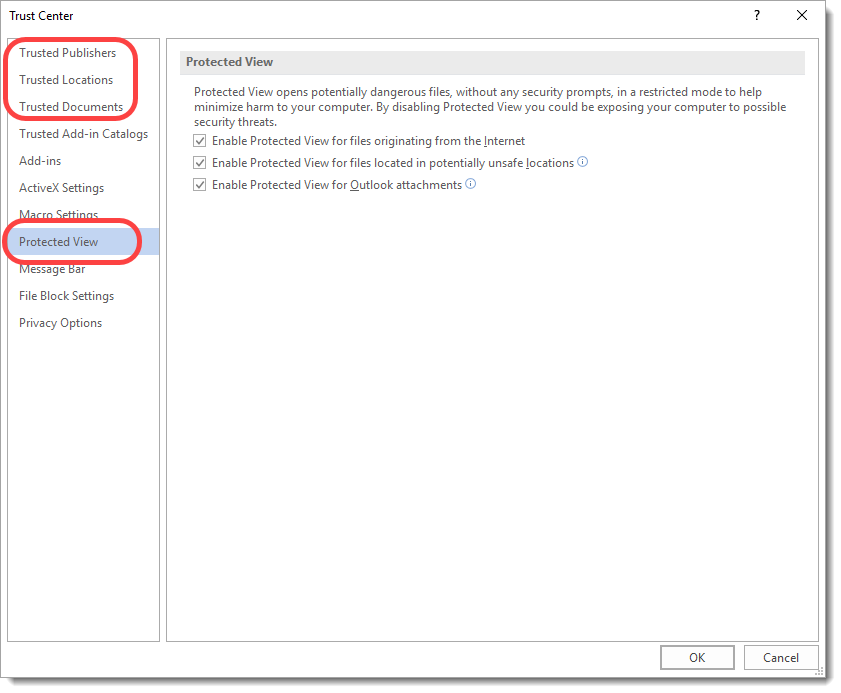 Trust Center
?
Trusted Publishers
Trusted Locations
Trusted Documents
Trusted Add-in Catalogs
Add-ins
ActiveX Settings
Macro Settings
Protected View
Message Bar
File Block Settings
Privacy Options
Protected View
Protected View opens potentially dangerous files, without any security prompts, in a restricted mode to help
minimize harm to your computer. By disabling Protected View you could be exposing your computer to possible
security threats.
Enable Protected View for files originating from the Internet
Enable Protected View for files located in potentially unsafe locations
Enable Protected View for Outlook attachments
OK
Cancel